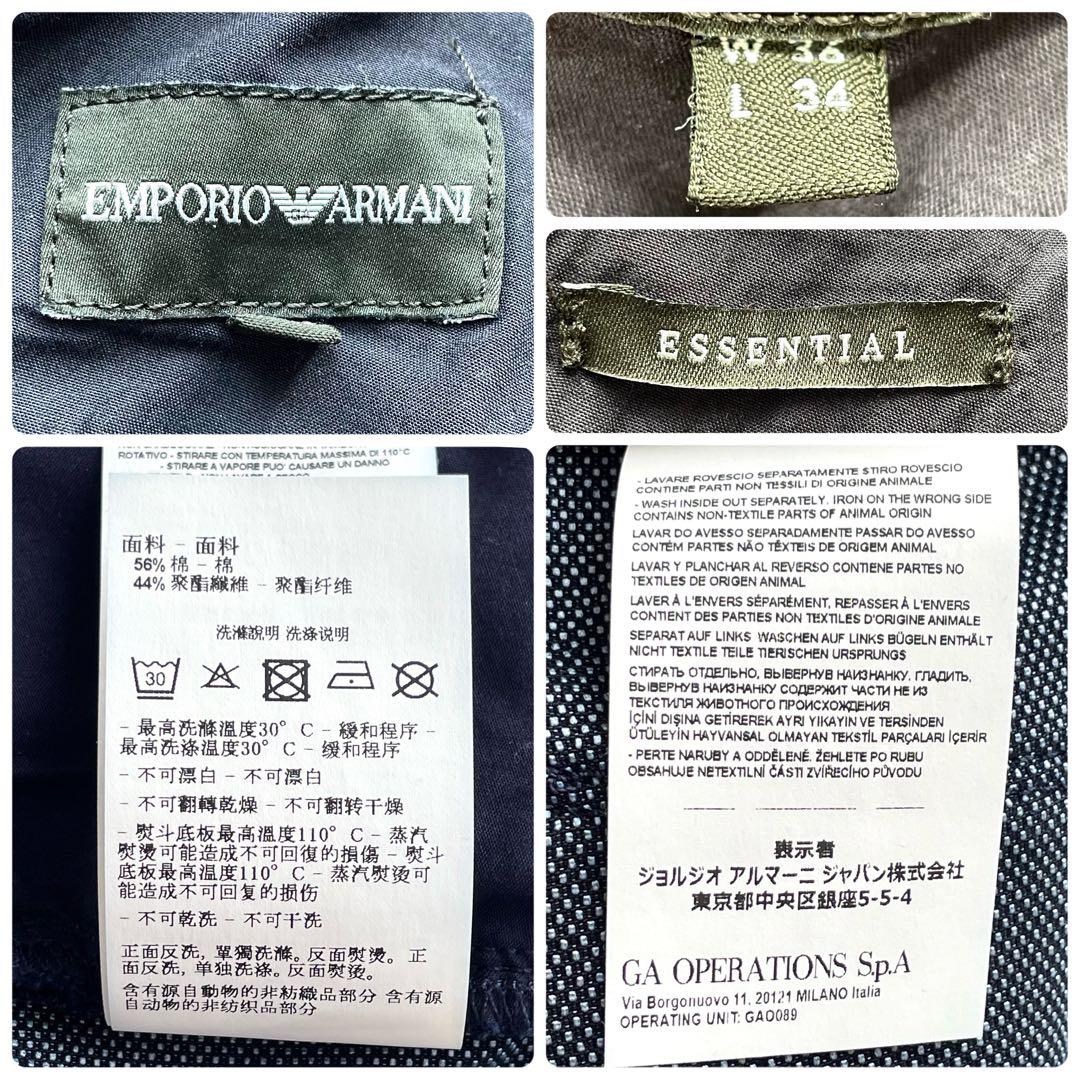 EMPORIO ARMANI
W 36
L 34
ESSENTIAL
ROTATIVO - STIRARE CON TEMPERATURA MASSIMA DI 110°C
- STIRARE A VAPORE PUO' CAUSARE UN DANNO
面料 - 面料
56% 棉 - 棉
44% 聚酯纖維 - 聚酯纤维
洗滌說明 洗涤说明
30
- 最高洗滌溫度30° C - 緩和程序 -
最高洗涤温度30° C - 缓和程序
- 不可漂白 - 不可漂白
- 不可翻轉乾燥 - 不可翻转干燥
- 熨斗底板最高溫度110° C - 蒸汽
熨燙可能造成不可回復的損傷 - 熨斗
底板最高温度110° C - 蒸汽熨烫可
能造成不可回复的损伤
- 不可乾洗 - 不可干洗
正面反洗, 單獨洗滌。反面熨燙。 正
面反洗, 单独洗涤。反面熨烫。
含有源自動物的非紡織品部分 含有源
自动物的非纺织品部分
- LAVARE ROVESCIO SEPARATAMENTE STIRO ROVESCIO
CONTIENE PARTI NON TESSILI DI ORIGINE ANIMALE
- WASH INSIDE OUT SEPARATELY. IRON ON THE WRONG SIDE
CONTAINS NON-TEXTILE PARTS OF ANIMAL ORIGIN
LAVAR DO AVESSO SEPARADAMENTE PASSAR DO AVESSO
CONTÉM PARTES NÃO TÊXTEIS DE ORIGEM ANIMAL
LAVAR Y PLANCHAR AL REVERSO CONTIENE PARTES NO
TEXTILES DE ORIGEN ANIMAL
LAVER À L'ENVERS SÉPARÉMENT, REPASSER À L'ENVERS
CONTIENT DES PARTIES NON TEXTILES D'ORIGINE ANIMALE
SEPARAT AUF LINKS WASCHEN AUF LINKS BÜGELN ENTHÄLT
NICHT TEXTILE TEILE TIERISCHEN URSPRUNGS
СТИРАТЬ ОТДЕЛЬНО, ВЫВЕРНУВ НАИЗНАНКУ. ГЛАДИТЬ,
ВЫВЕРНУВ НАИЗНАНКУ СОДЕРЖИТ ЧАСТИ НЕ ИЗ
ТЕКСТИЛЯ ЖИВОТНОГО ПРОИСХОЖДЕНИЯ
İÇİNİ DIŞINA GETİREREK AYRI YIKAYIN VE TERSİNDEN
ÜTÜLEYİN HAYVANSAL OLMAYAN TEKSTİL PARÇALARI İÇERİR
- PERTE NARUBY A ODDĚLENĚ. ŽEHLETE PO RUBU
OBSAHUJE NETEXTILNÍ ČÁSTI ZVÍŘECÍHO PŮVODU
表示者
ジョルジオ アルマーニ ジャパン株式会社
東京都中央区銀座5-5-4
GA OPERATIONS S.p.A
Via Borgonuovo 11, 20121 MILANO Italia
OPERATING UNIT: GAO089